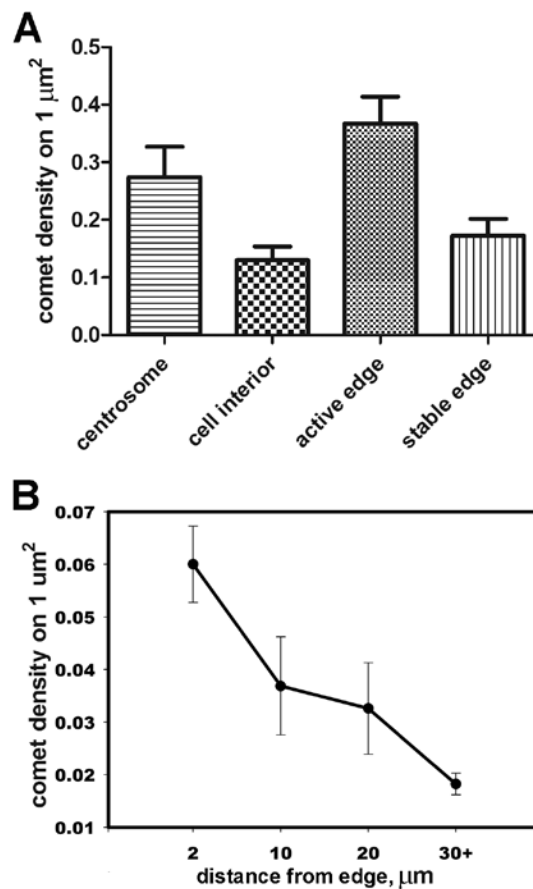 A
comet density on 1 μm²
0.5
0.4
0.3
0.2
0.1
0.0
centrosome
cell interior
active edge
stable edge
B
comet density on 1 um²
0.07
0.06
0.05
0.04
0.03
0.02
0.01
2 10 20 30+
distance from edge, μm